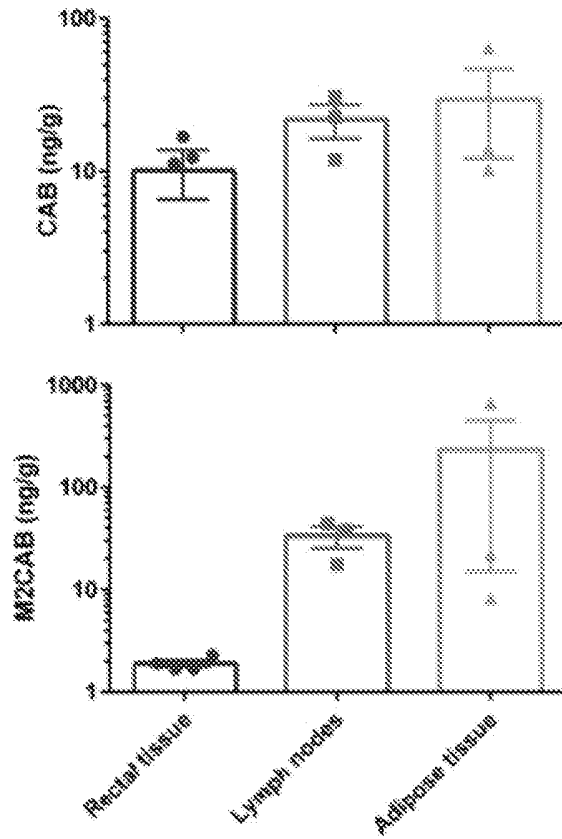 100
10
1
CAB (ng/g)
1000
100
10
1
M2CAB (ng/g)
Rectal tissue
Lymph nodes
Adipose tissue